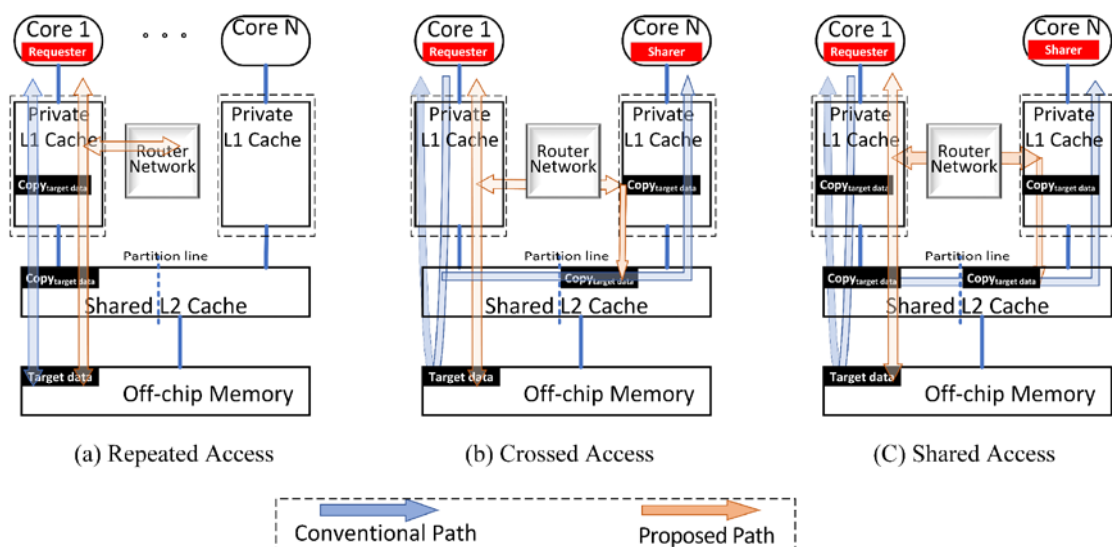 Core 1
Requester
Core N
Private
L1 Cache
Router
Network
Private
L1 Cache
Copytarget data
Partition line
Copytarget data
Shared L2 Cache
Target data
Off-chip Memory
(a) Repeated Access
Core 1
Requester
Core N
Sharer
Private
L1 Cache
Router
Network
Private
L1 Cache
Copytarget data
Partition line
Copytarget data
Shared L2 Cache
Target data
Off-chip Memory
(b) Crossed Access
Core 1
Requester
Core N
Sharer
Private
L1 Cache
Router
Network
Private
L1 Cache
Copytarget data
Copytarget data
Partition line
Copytarget data
Copytarget data
Shared L2 Cache
Target data
Off-chip Memory
(C) Shared Access
Conventional Path
Proposed Path